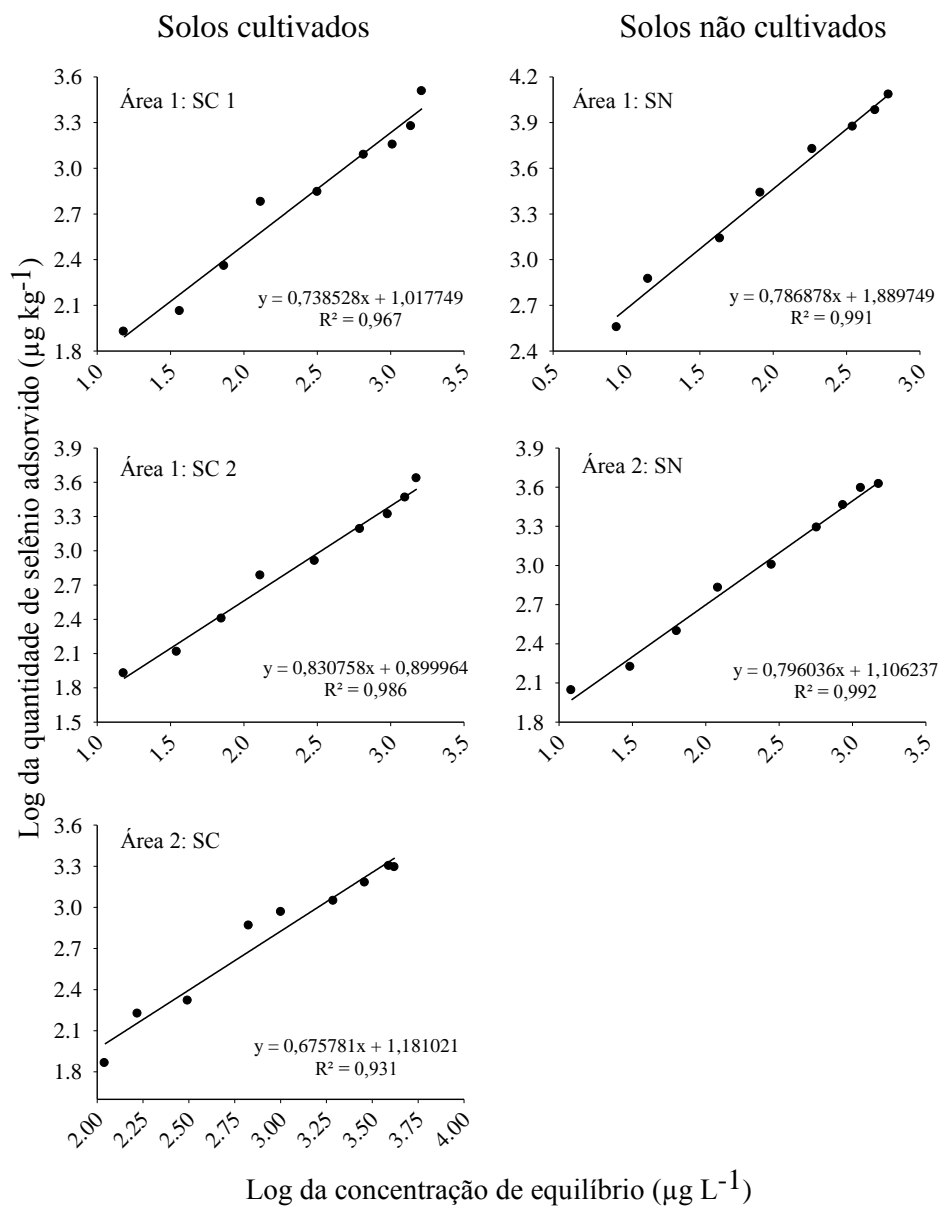 Solos cultivados
Solos não cultivados
Log da quantidade de selênio adsorvido (µg kg-1)
Área 1: SC 1
3.6
3.3
3.0
2.7
2.4
2.1
1.8
y = 0,738528x + 1,017749
R² = 0,967
1.0 1.5 2.0 2.5 3.0 3.5
Área 1: SN
4.2
3.9
3.6
3.3
3.0
2.7
2.4
y = 0,786878x + 1,889749
R² = 0,991
0.5 1.0 1.5 2.0 2.5 3.0
Área 1: SC 2
3.9
3.6
3.3
3.0
2.7
2.4
2.1
1.8
1.5
y = 0,830758x + 0,899964
R² = 0,986
1.0 1.5 2.0 2.5 3.0 3.5
Área 2: SN
3.9
3.6
3.3
3.0
2.7
2.4
2.1
1.8
y = 0,796036x + 1,106237
R² = 0,992
1.0 1.5 2.0 2.5 3.0 3.5
Área 2: SC
3.6
3.3
3.0
2.7
2.4
2.1
1.8
y = 0,675781x + 1,181021
R² = 0,931
2.00 2.25 2.50 2.75 3.00 3.25 3.50 3.75 4.00
Log da concentração de equilíbrio (µg L-1)